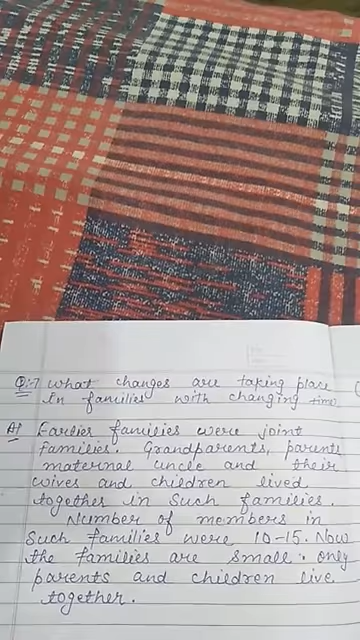 Q:-7 what changes are taking place
In families with changing time
A) Earlier families were joint
families. Grandparents, parents
maternal uncle and their
wives and children lived
together in such families.
Number of members in
such families were 10-15. Now
the families are small. only
parents and children live
together.